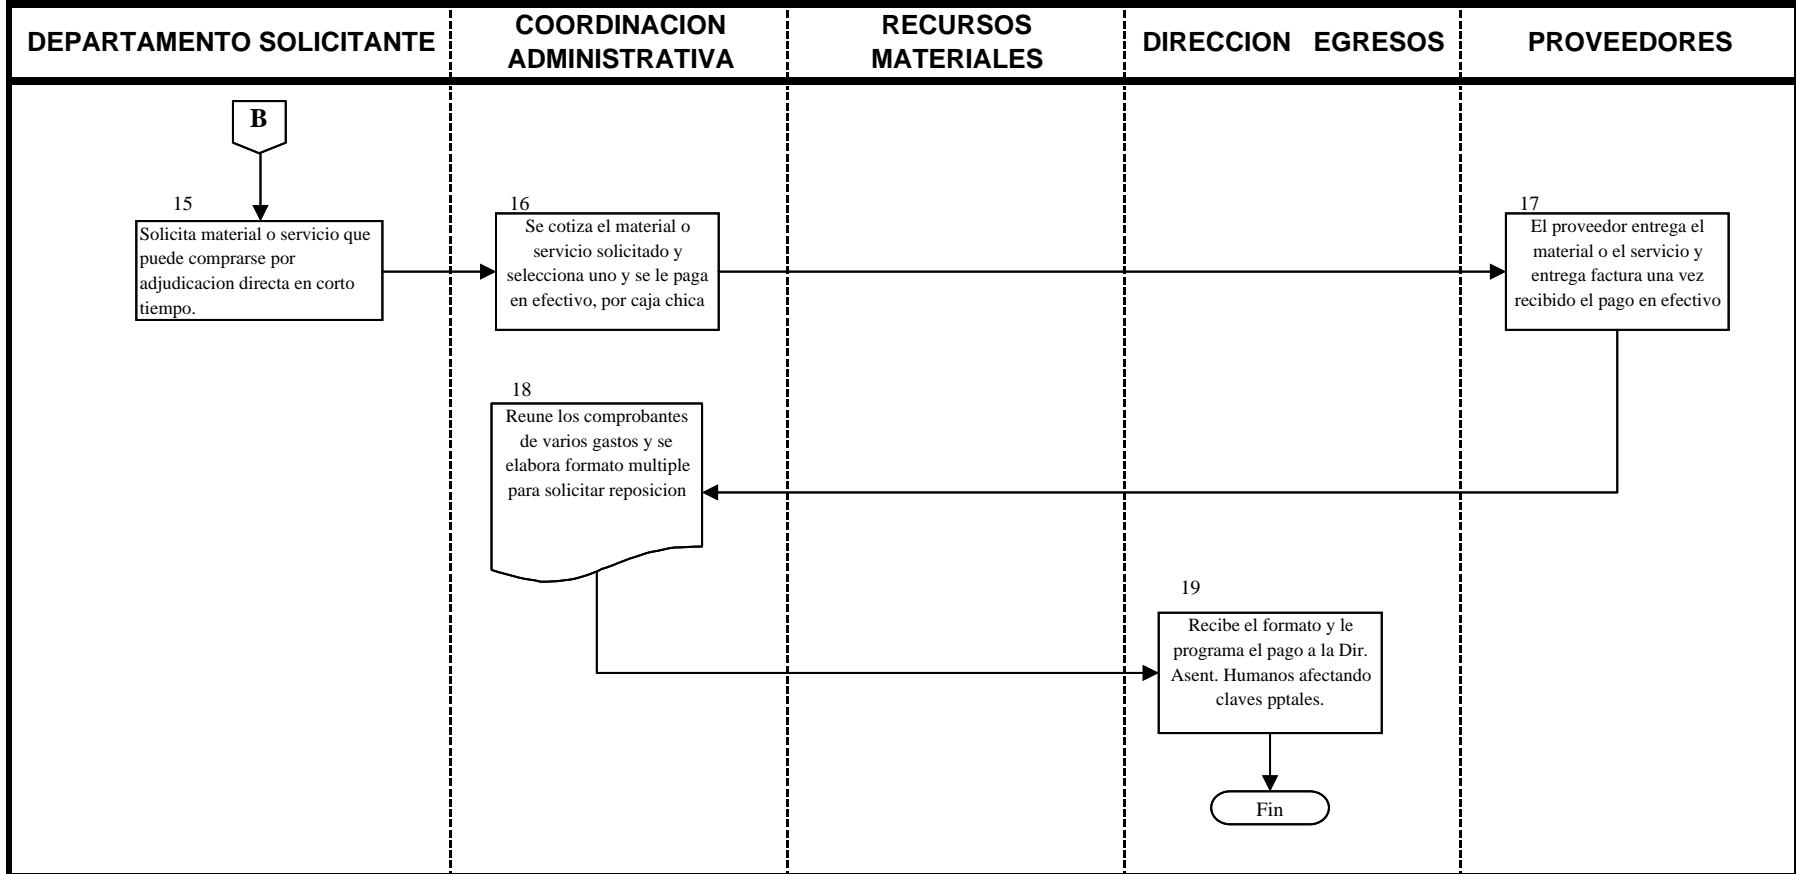 DEPARTAMENTO SOLICITANTE
COORDINACION
ADMINISTRATIVA
RECURSOS
MATERIALES
DIRECCION EGRESOS
PROVEEDORES
B
15
Solicita material o servicio que
puede comprarse por
adjudicacion directa en corto
tiempo.
16
Se cotiza el material o
servicio solicitado y
selecciona uno y se le paga
en efectivo, por caja chica
17
El proveedor entrega el
material o el servicio y
entrega factura una vez
recibido el pago en efectivo
18
Reune los comprobantes
de varios gastos y se
elabora formato multiple
para solicitar reposicion
19
Recibe el formato y le
programa el pago a la Dir.
Asent. Humanos afectando
claves pptales.
Fin